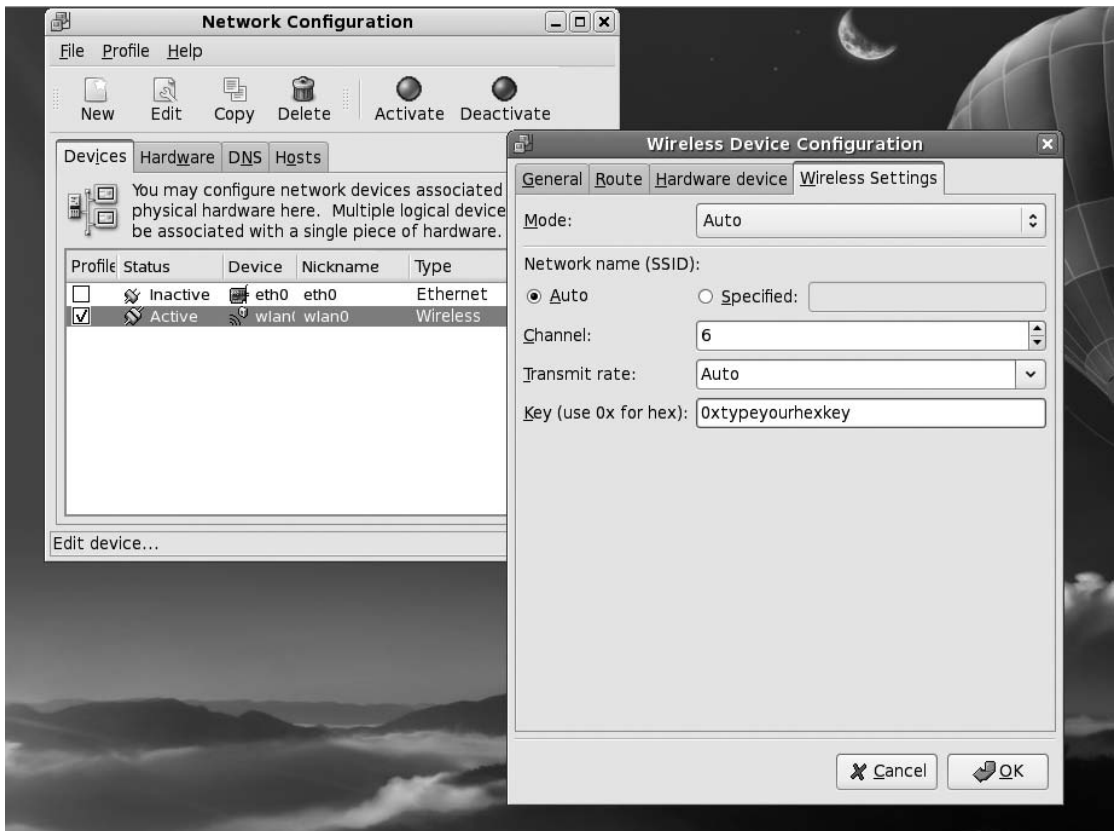 Network Configuration
File Profile Help
New Edit Copy Delete Activate Deactivate
Devices Hardware DNS Hosts
You may configure network devices associated
physical hardware here. Multiple logical device
be associated with a single piece of hardware.
Profile Status Device Nickname Type
Inactive eth0 eth0 Ethernet
Active wlan( wlan0 Wireless
Edit device...
Wireless Device Configuration
General Route Hardware device Wireless Settings
Mode: Auto
Network name (SSID):
Auto Specified:
Channel: 6
Transmit rate: Auto
Key (use 0x for hex): 0xtypeyourhexkey
Cancel OK